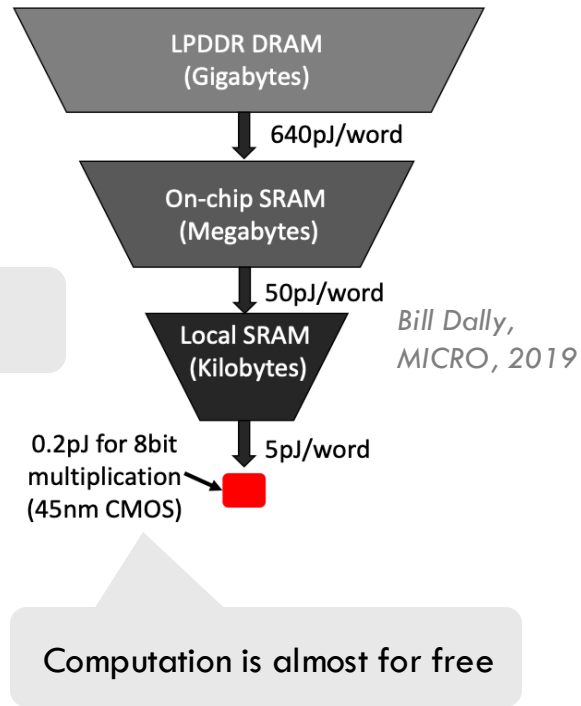 LPDDR DRAM
(Gigabytes)
640pJ/word
On-chip SRAM
(Megabytes)
50pJ/word
Local SRAM
(Kilobytes)
Bill Dally,
MICRO, 2019
5pJ/word
0.2pJ for 8bit
multiplication
(45nm CMOS)
Computation is almost for free